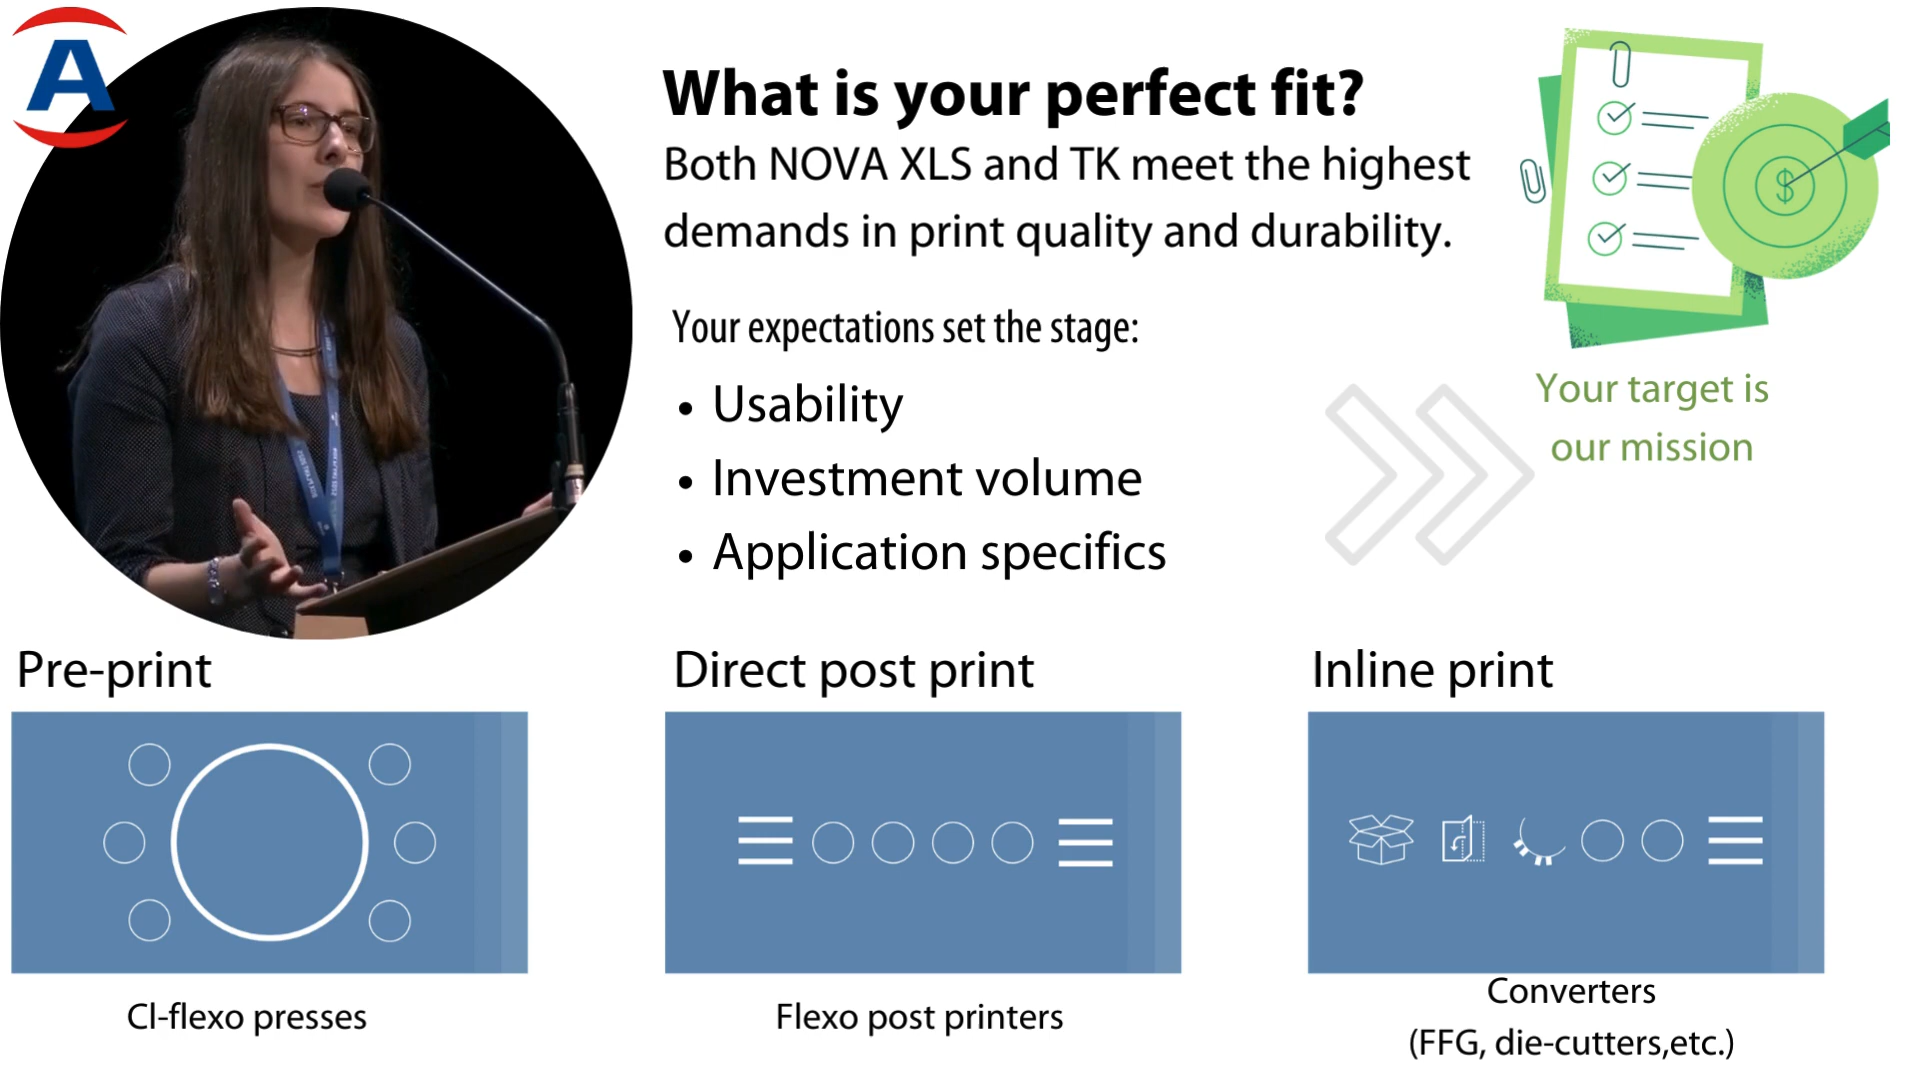 A
What is your perfect fit?
Both NOVA XLS and TK meet the highest
demands in print quality and durability.
Your expectations set the stage:
• Usability
• Investment volume
• Application specifics
$
Your target is
our mission
Pre-print
Direct post print
Inline print
Cl-flexo presses
Flexo post printers
Converters
(FFG, die-cutters,etc.)